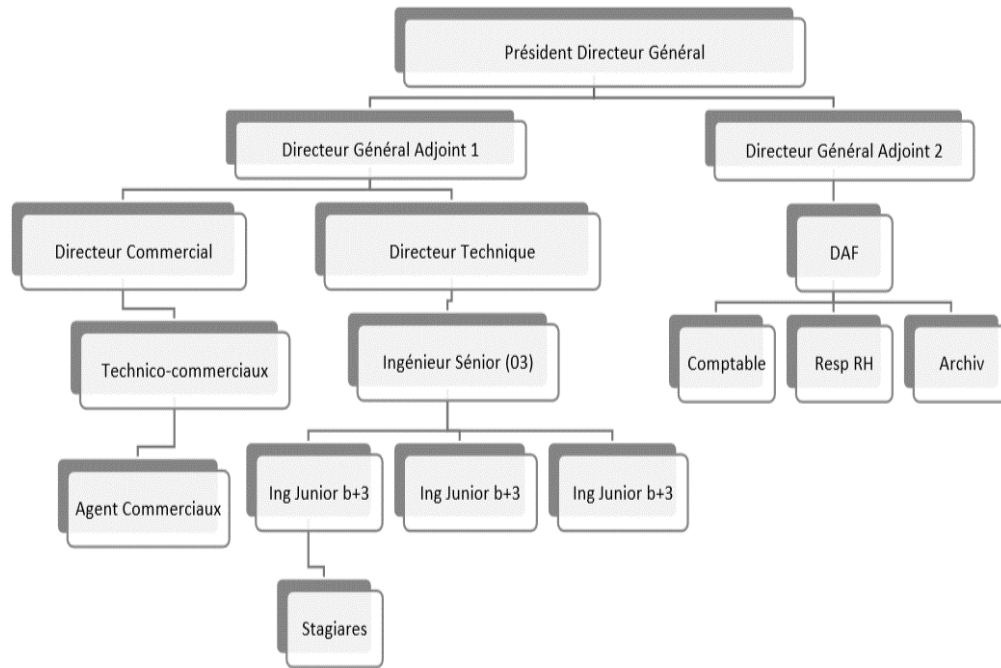 Président Directeur Général
Directeur Général Adjoint 1
Directeur Général Adjoint 2
Directeur Commercial
Directeur Technique
DAF
Technico-commerciaux
Ingénieur Sénior (03)
Comptable
Resp RH
Archiv
Agent Commerciaux
Ing Junior b+3
Ing Junior b+3
Ing Junior b+3
Stagiares